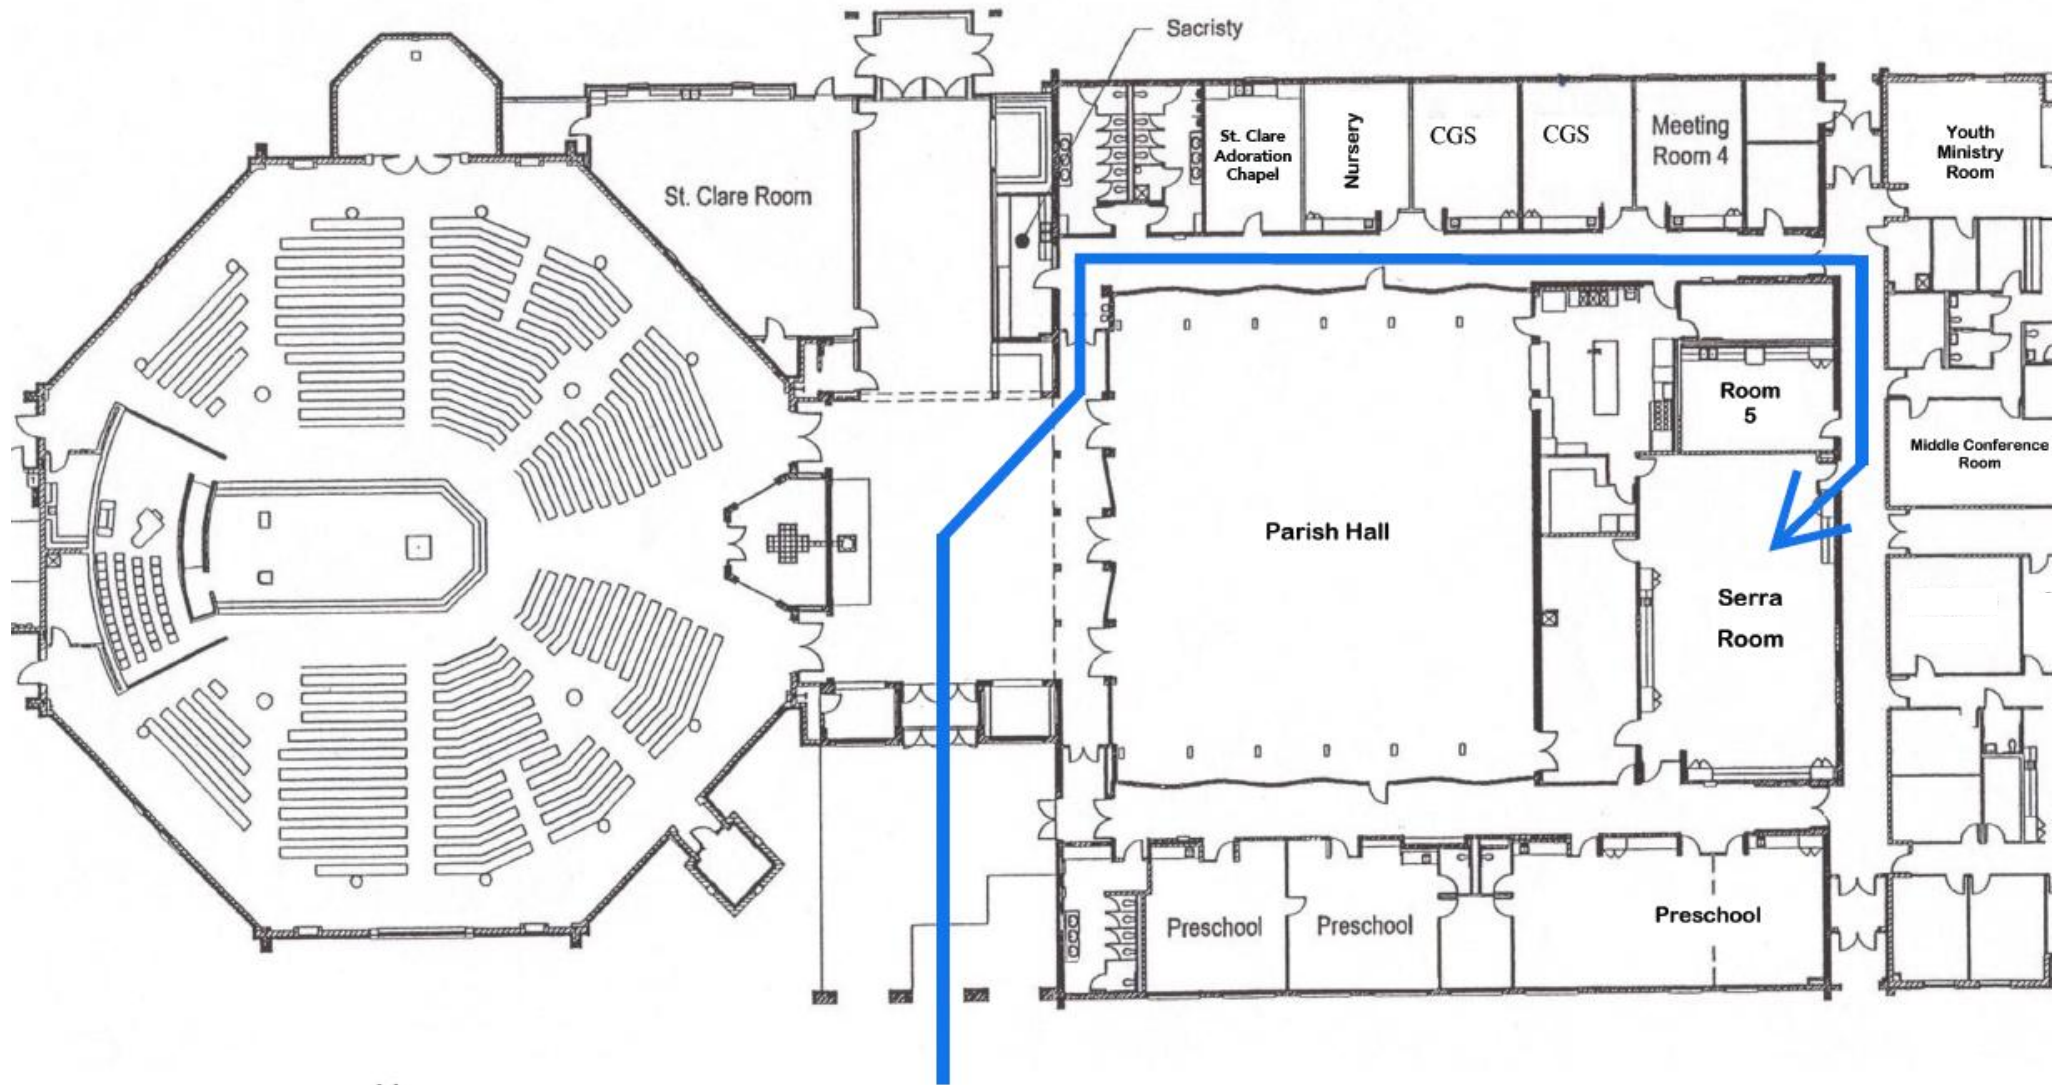 Sacristy
St. Clare
Adoration
Chapel
Nursery
CGS
CGS
Meeting
Room 4
Youth
Ministry
Room
St. Clare Room
Room
5
Middle Conference
Room
Parish Hall
Serra
Room
Preschool
Preschool
Preschool